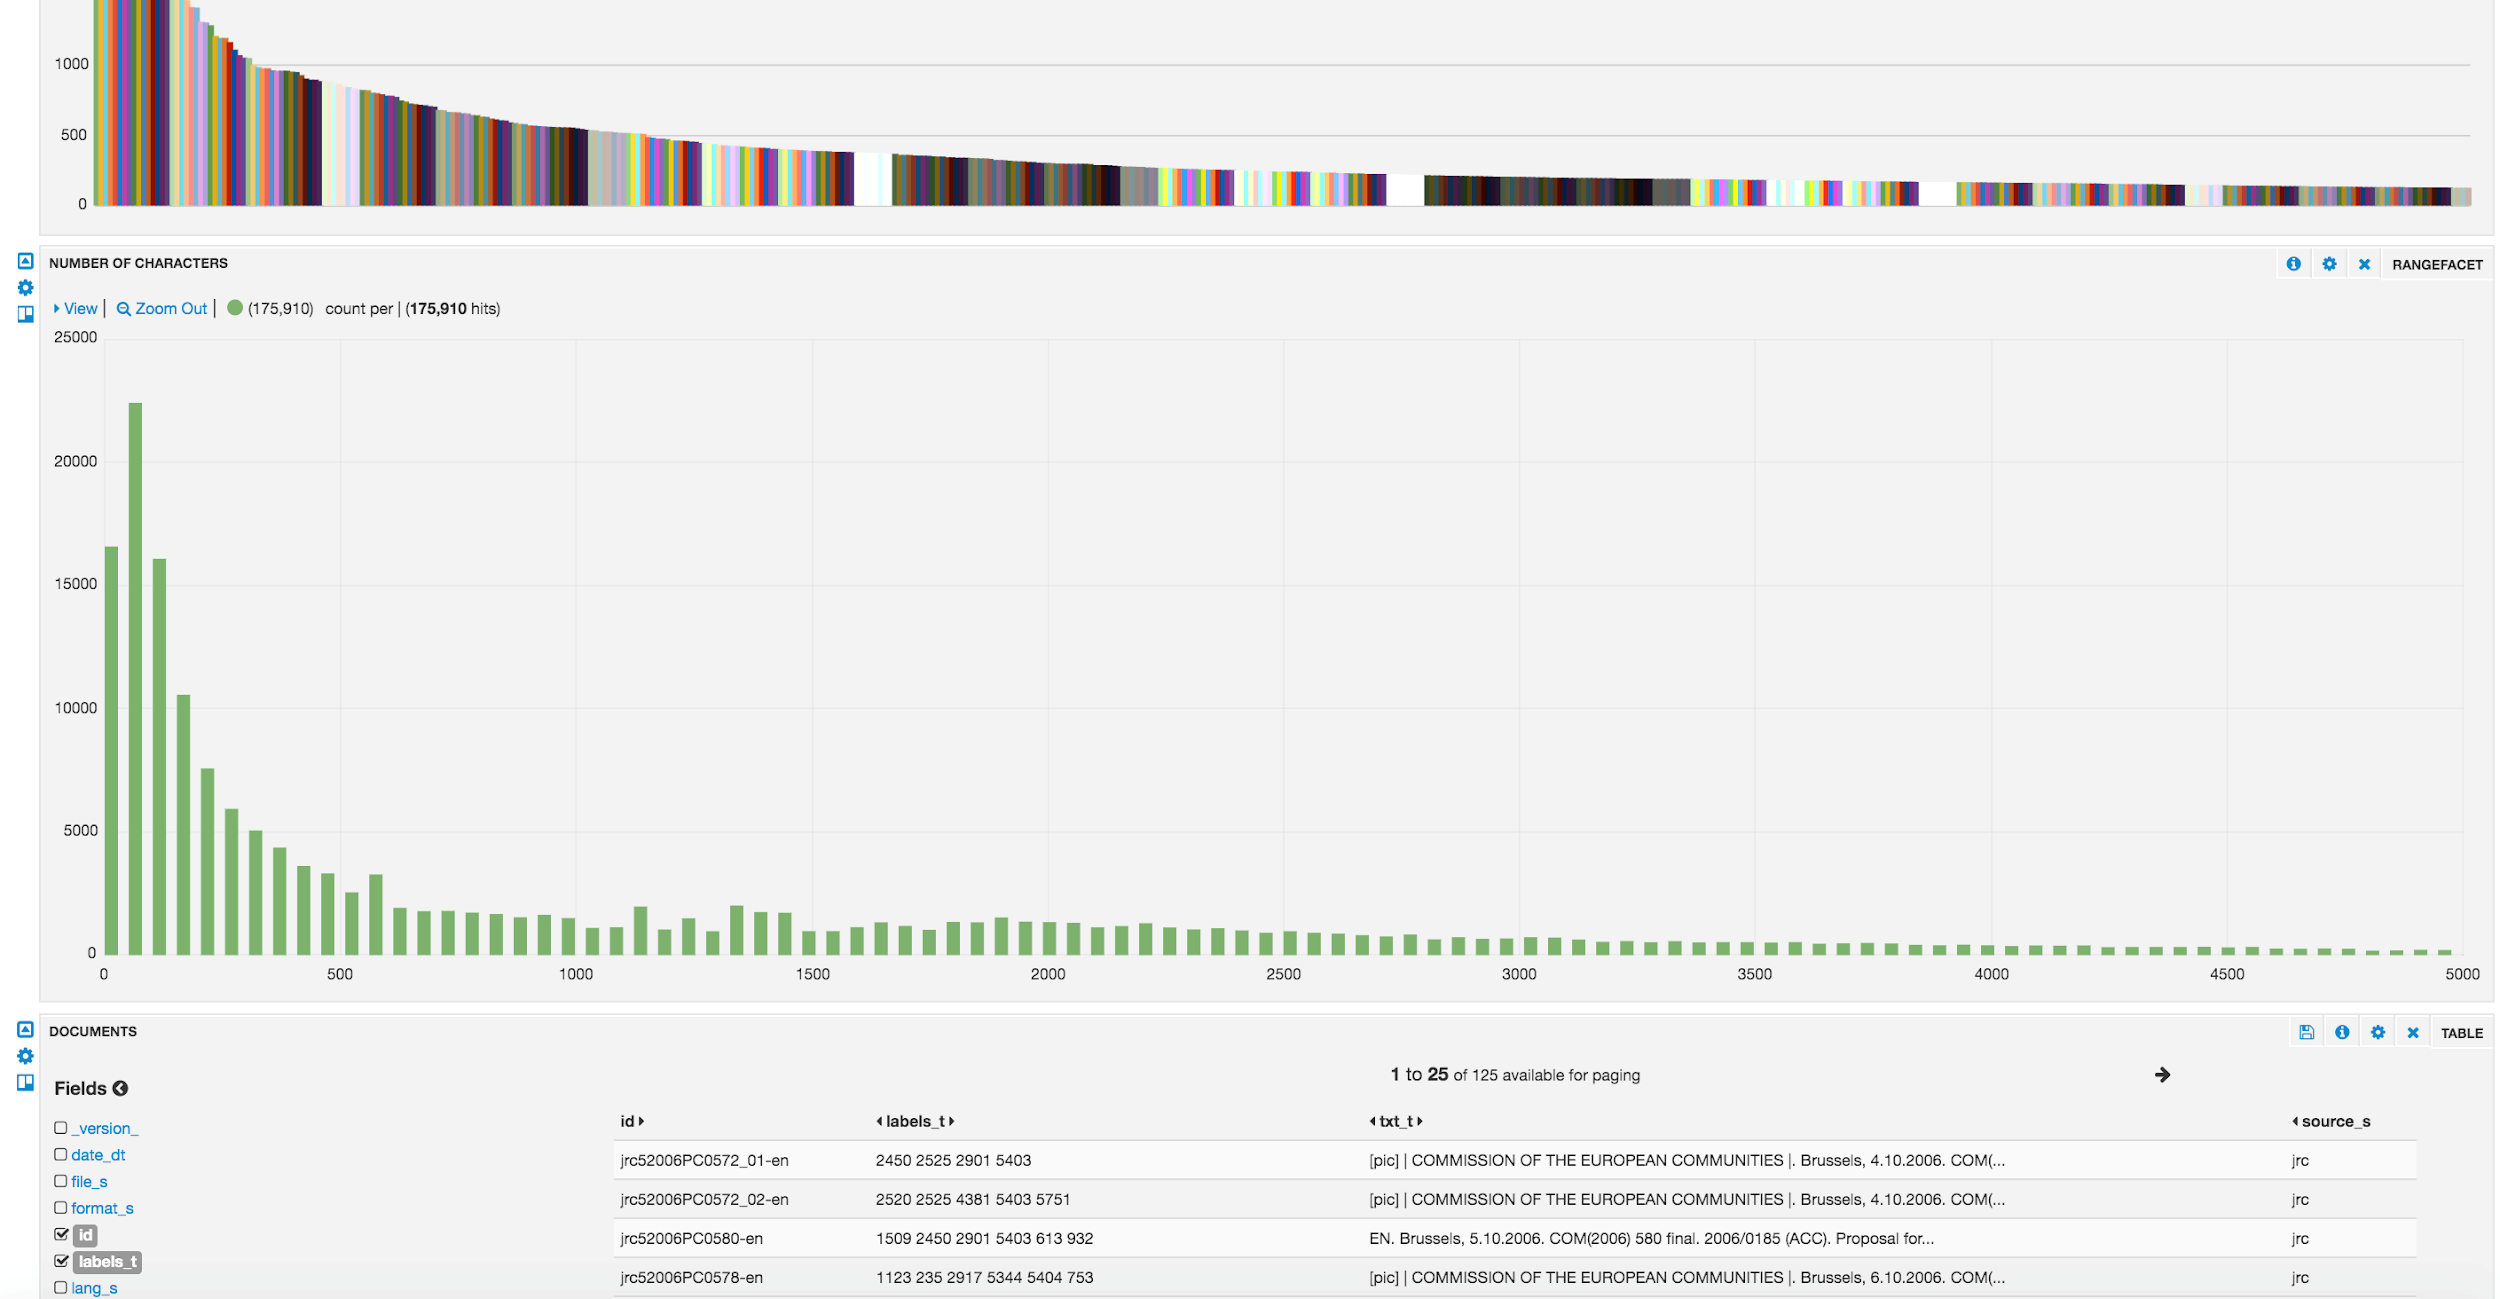 1000
500
0
NUMBER OF CHARACTERS
RANGEFACET
View | Zoom Out | (175,910) count per | (175,910 hits)
25000
20000
15000
10000
5000
0
0 500 1000 1500 2000 2500 3000 3500 4000 4500 5000
DOCUMENTS
TABLE
1 to 25 of 125 available for paging
Fields
_version_
date_dt
file_s
format_s
id
labels_t
lang_s
id labels_t txt_t source_s
jrc52006PC0572_01-en 2450 2525 2901 5403 [pic] | COMMISSION OF THE EUROPEAN COMMUNITIES |. Brussels, 4.10.2006. COM(... jrc
jrc52006PC0572_02-en 2520 2525 4381 5403 5751 [pic] | COMMISSION OF THE EUROPEAN COMMUNITIES |. Brussels, 4.10.2006. COM(... jrc
jrc52006PC0580-en 1509 2450 2901 5403 613 932 EN. Brussels, 5.10.2006. COM(2006) 580 final. 2006/0185 (ACC). Proposal for... jrc
jrc52006PC0578-en 1123 235 2917 5344 5404 753 [pic] | COMMISSION OF THE EUROPEAN COMMUNITIES |. Brussels, 6.10.2006. COM(... jrc